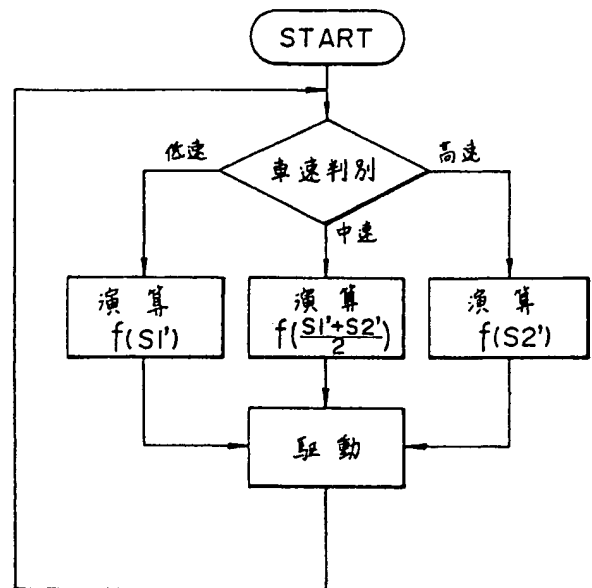 START
車速判別
低速
高速
中速
演算
f(S1')
演算
f(S1'+S2'/2)
演算
f(S2')
駆動